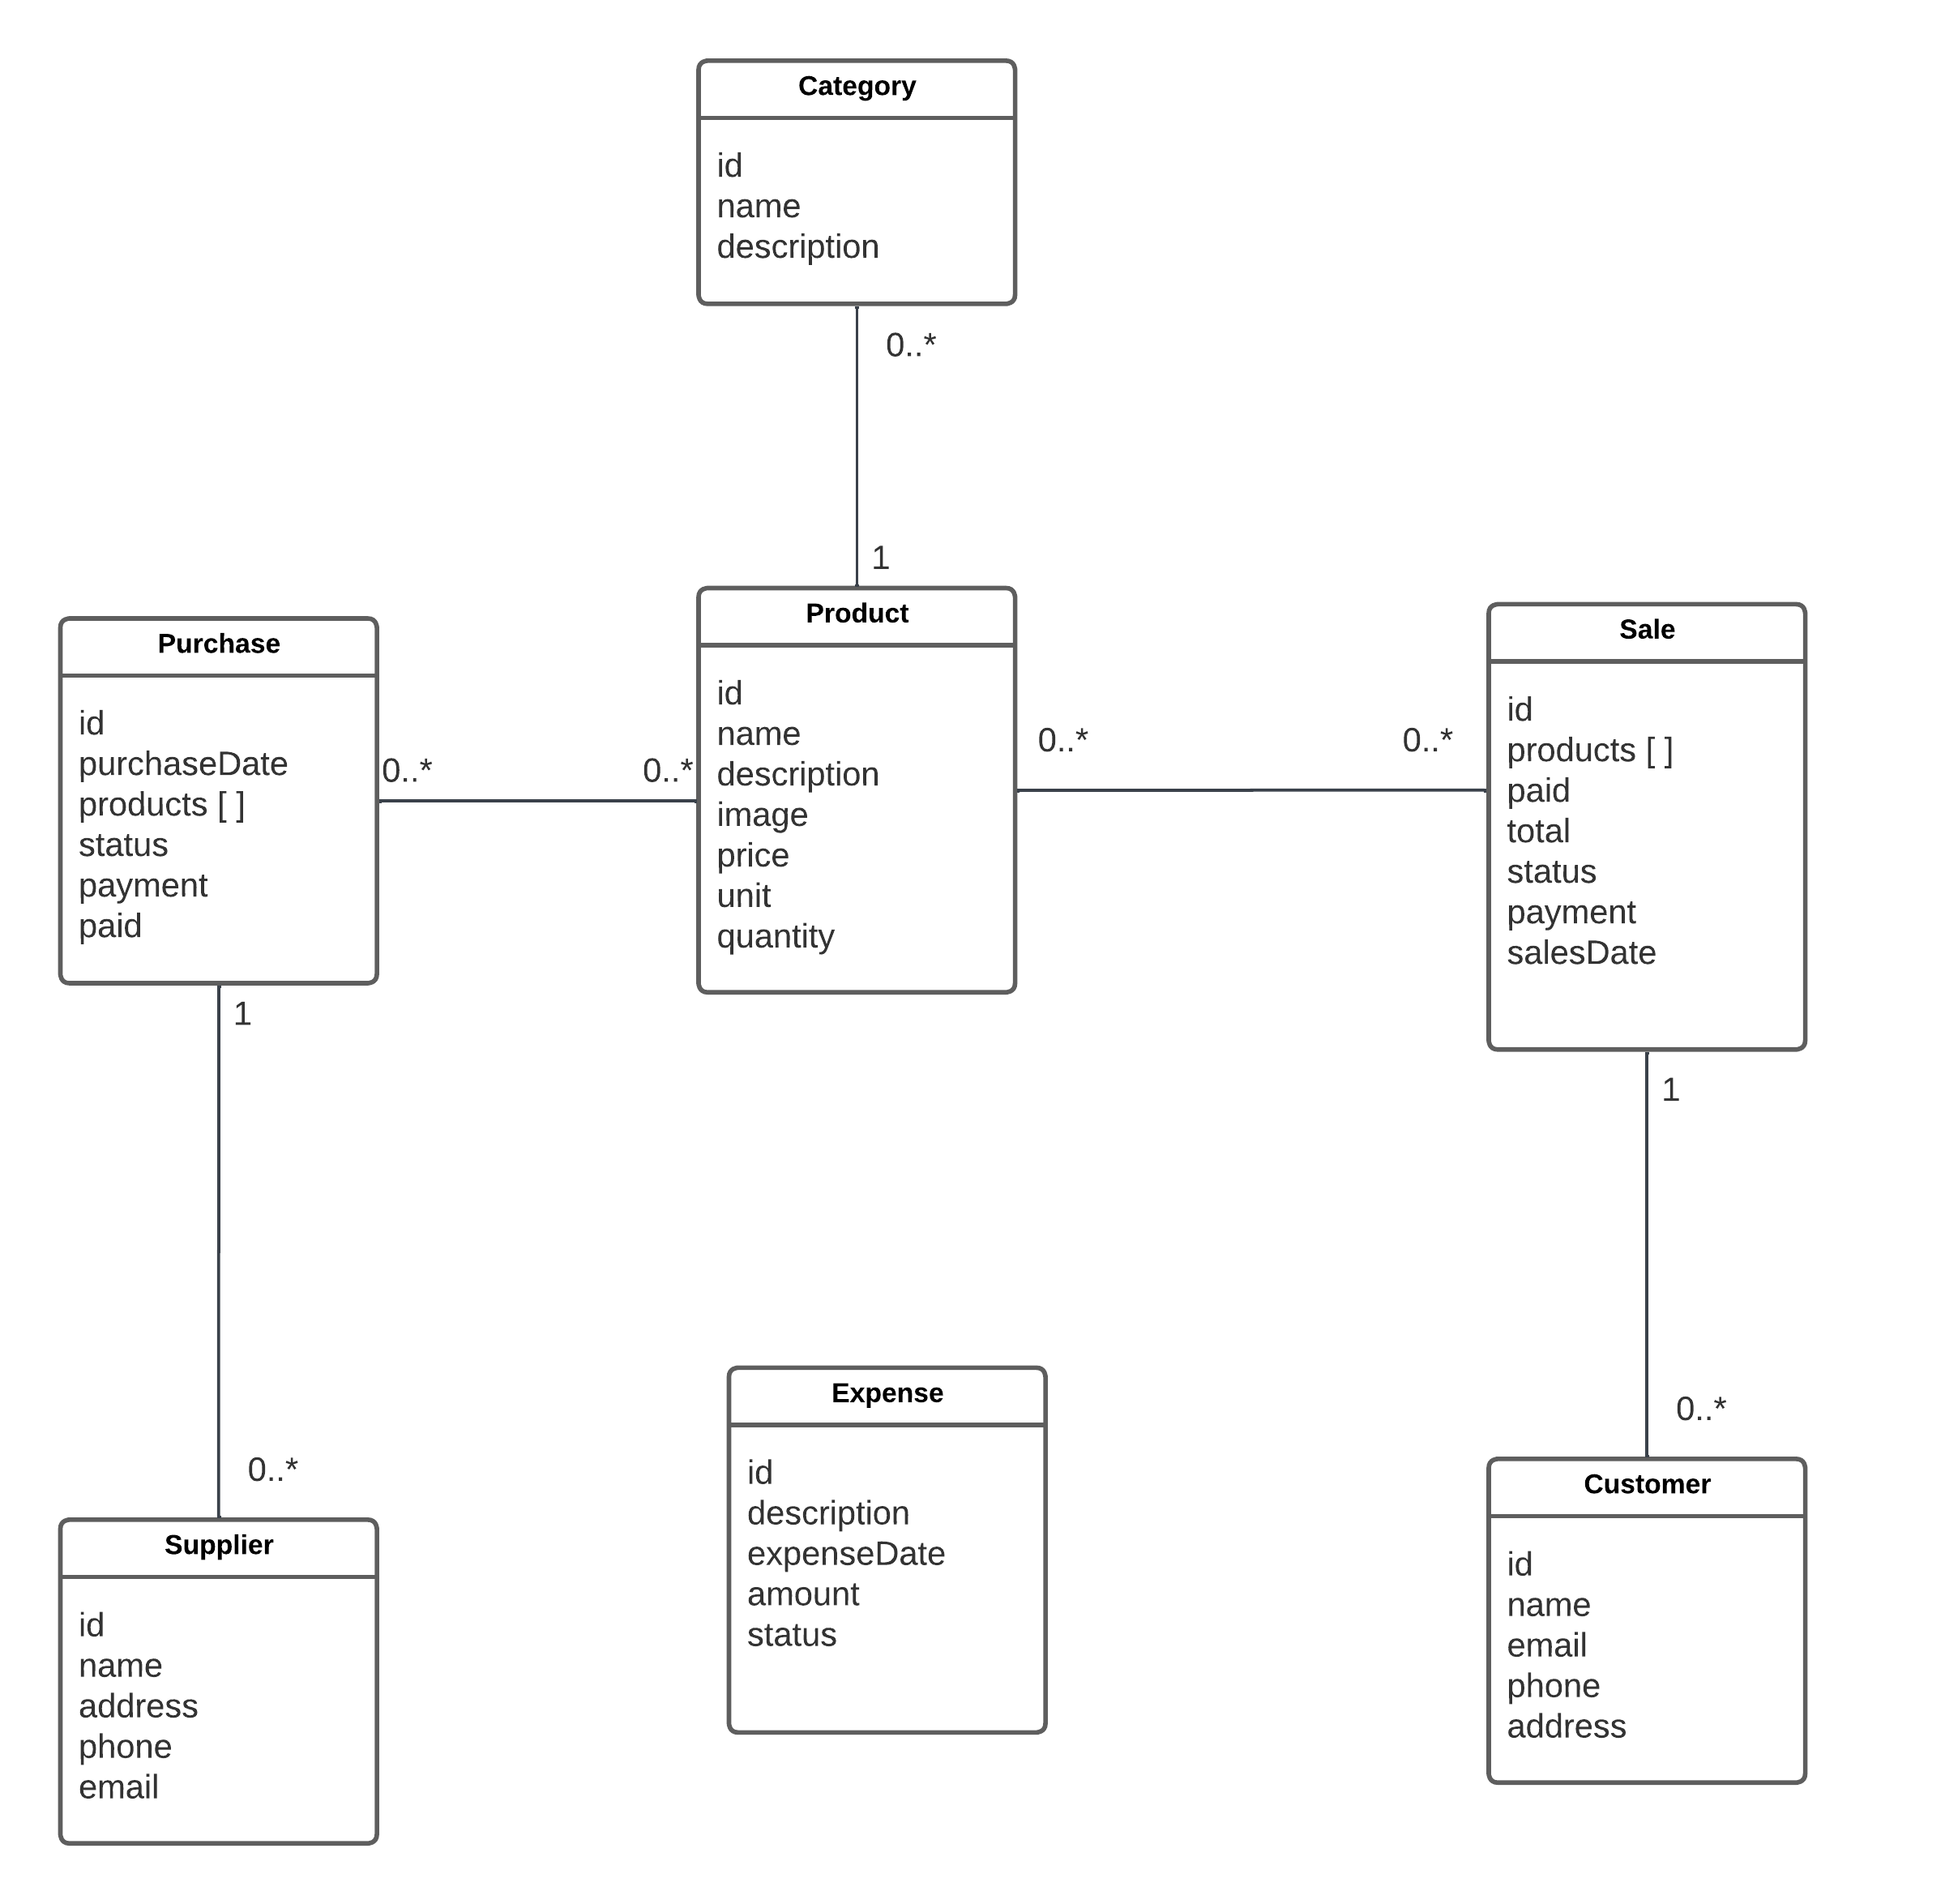 Category
id
name
description
0..*
1
Product
id
name
description
image
price
unit
quantity
Purchase
id
purchaseDate
products [ ]
status
payment
paid
0..*
0..*
0..*
0..*
Sale
id
products [ ]
paid
total
status
payment
salesDate
1
1
0..*
0..*
Supplier
id
name
address
phone
email
Expense
id
description
expenseDate
amount
status
Customer
id
name
email
phone
address